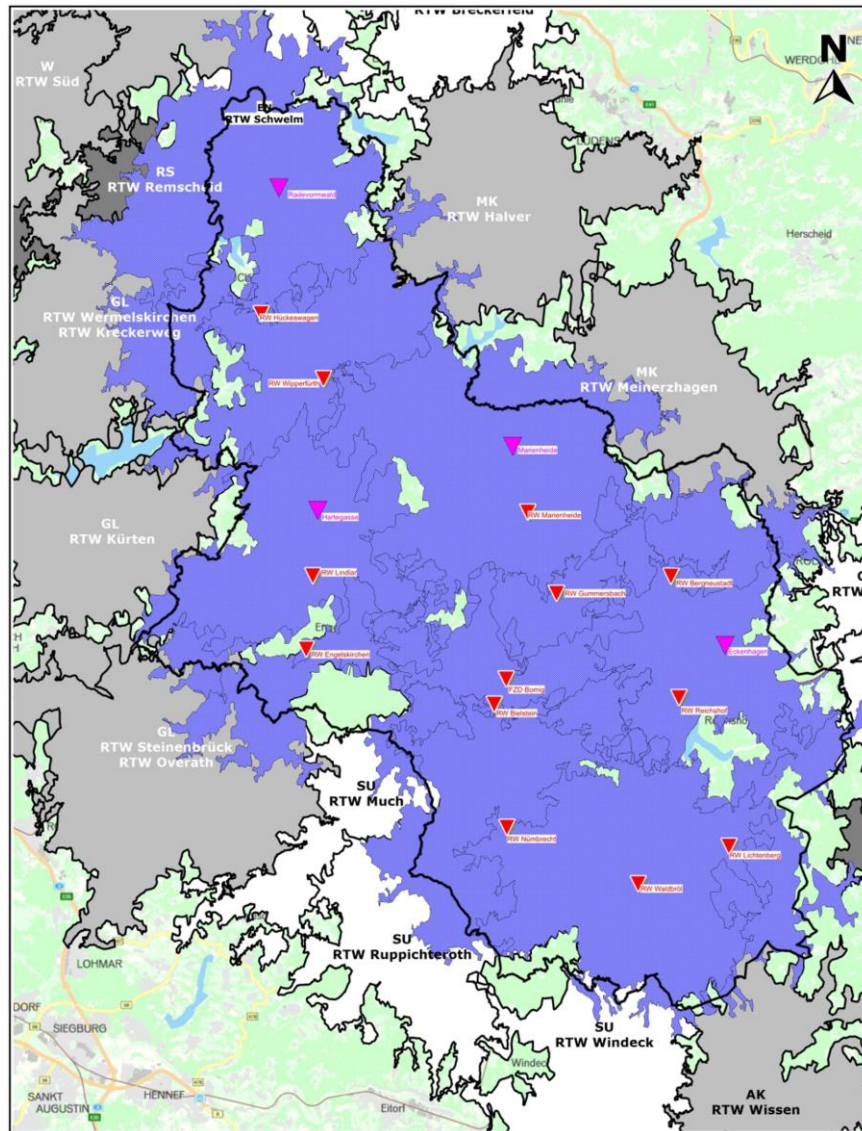 RTW Breckerfeld
W
RTW Süd
N
WERDOHL
EN
RTW Schwelm
RS
RTW Remscheid
Radevormwald
MK
RTW Halver
Herscheid
GL
RTW Wermelskirchen
RTW Kreckerweg
RW Hückeswagen
RW Wipperfürth
MK
RTW Meinerzhagen
Marienheide
Hartegasse
RW Marienheide
GL
RTW Kürten
RW Lindlar
RW Bergneustadt
RW Gummersbach
RW Engelskirchen
Eckenhagen
FZD Bomig
RW Bielstein
RW Reichshof
GL
RTW Steinenbrück
RTW Overath
SU
RTW Much
RW Nümbrecht
RW Lichtenberg
RW Waldbröl
SU
RTW Ruppichteroth
LOHMAR
SIEGBURG
SU
RTW Windeck
HENNEF
SANKT
AUGUSTIN
Eitorf
AK
RTW Wissen